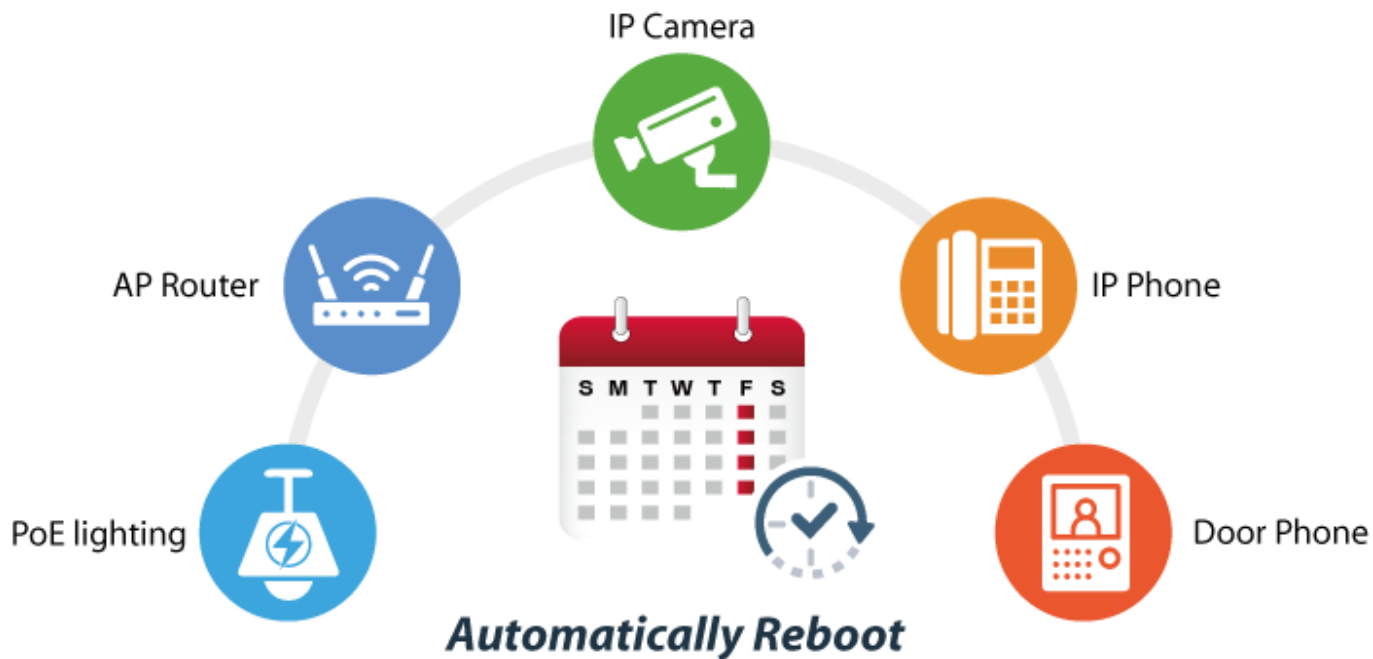 IP Camera
AP Router
IP Phone
S M T W T F S
PoE lighting
Door Phone
Automatically Reboot